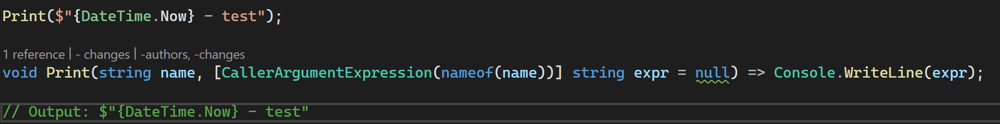 Print($"{DateTime.Now} - test");
1 reference | - changes | -authors, -changes
void Print(string name, [CallerArgumentExpression(nameof(name))] string expr = null) => Console.WriteLine(expr);
// Output: $"{DateTime.Now} - test"